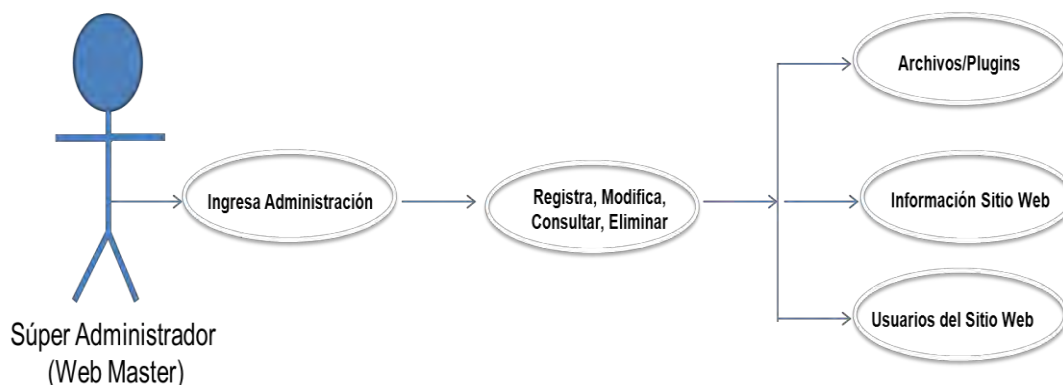 Archivos/Plugins
Ingresa Administración
Registra, Modifica,
Consultar, Eliminar
Información Sitio Web
Usuarios del Sitio Web
Súper Administrador
(Web Master)